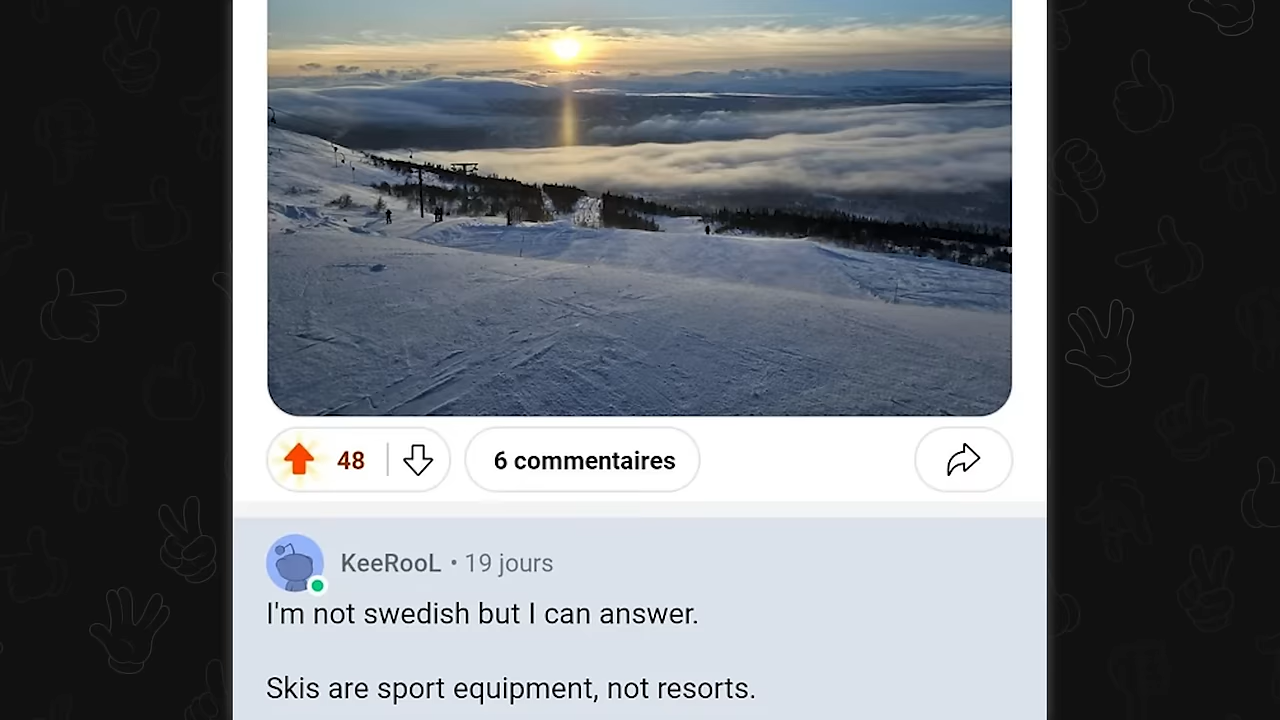 48
6 commentaires
KeeRooL • 19 jours
I'm not swedish but I can answer.
Skis are sport equipment, not resorts.